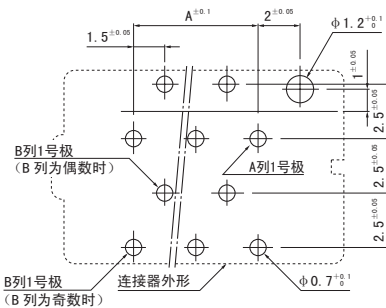 A±0.1
2±0.05
φ1.2+0.1 0
1.5±0.05
1±0.05
2.5±0.05
B列1号极
（B列为偶数时）
A列1号极
2.5±0.05
2.5±0.05
B列1号极
（B列为奇数时）
连接器外形
φ0.7+0.1 0